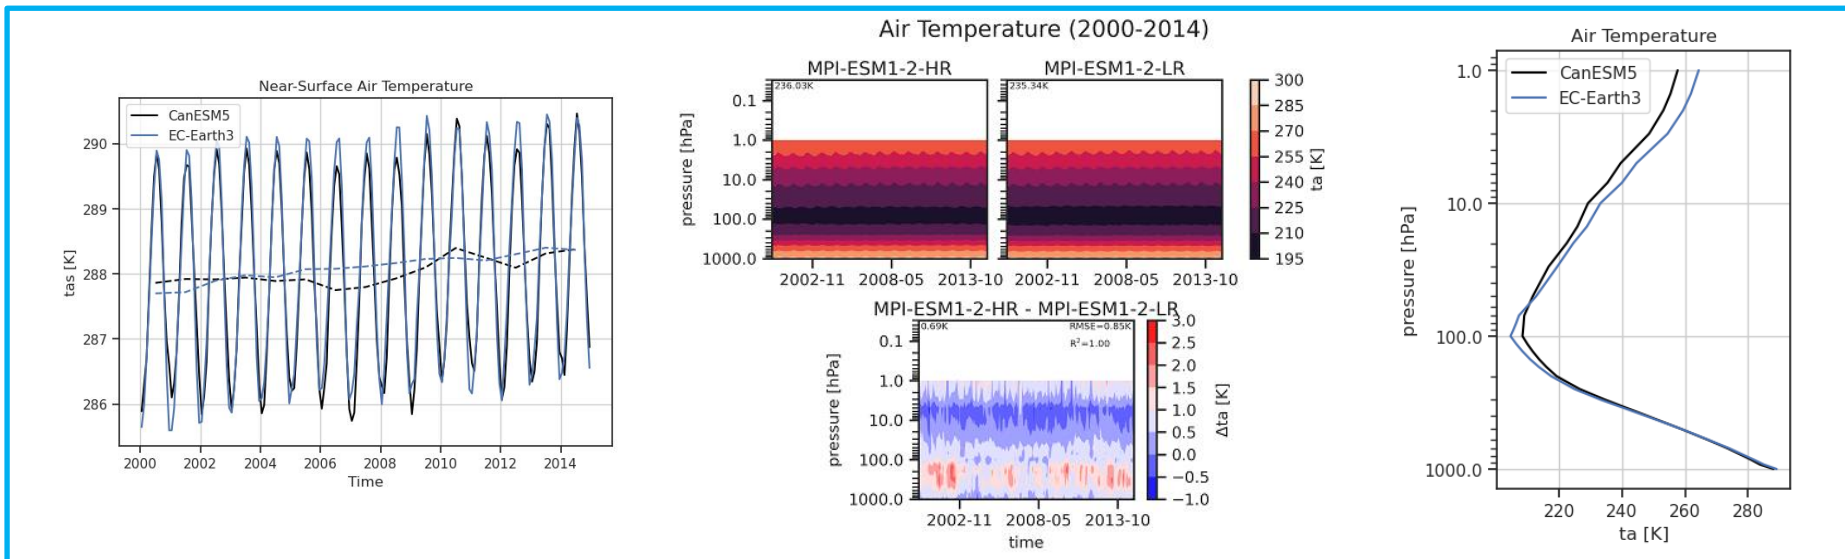 Near-Surface Air Temperature
CanESM5
EC-Earth3
290
289
288
287
286
tas [K]
2000 2002 2004 2006 2008 2010 2012 2014
Time
Air Temperature (2000-2014)
MPI-ESM1-2-HR
236.03K
0.1
1.0
10.0
100.0
1000.0
pressure [hPa]
2002-11 2008-05 2013-10
MPI-ESM1-2-LR
235.34K
2002-11 2008-05 2013-10
300
285
270
255
240
225
210
195
ta [K]
MPI-ESM1-2-HR - MPI-ESM1-2-LR
0.69K
RMSE=0.85K
R²=1.00
0.1
1.0
10.0
100.0
1000.0
pressure [hPa]
2002-11 2008-05 2013-10
time
3.0
2.5
2.0
1.5
1.0
0.5
0.0
−0.5
−1.0
Δta [K]
Air Temperature
CanESM5
EC-Earth3
1.0
10.0
100.0
1000.0
pressure [hPa]
220 240 260 280
ta [K]